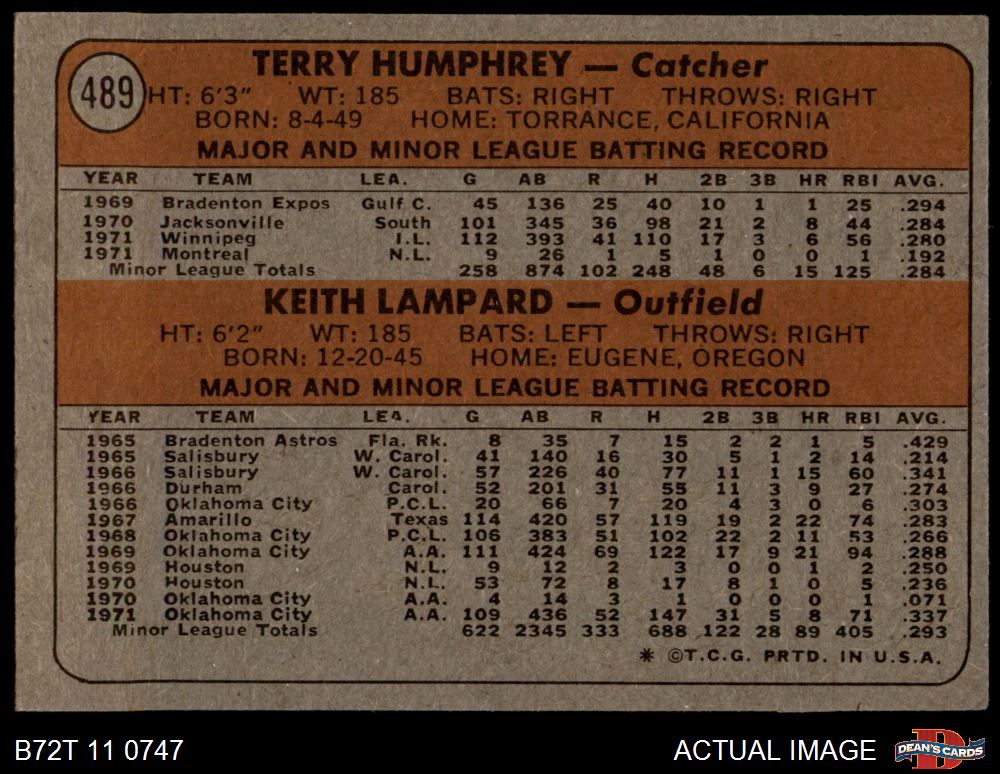 489
TERRY HUMPHREY — Catcher
HT: 6'3" WT: 185 BATS: RIGHT THROWS: RIGHT
BORN: 8-4-49 HOME: TORRANCE, CALIFORNIA
MAJOR AND MINOR LEAGUE BATTING RECORD
YEAR TEAM LEA. G AB R H 2B 3B HR RBI AVG.
1969 Bradenton Expos Gulf C. 45 136 25 40 10 1 1 25 .294
1970 Jacksonville South 101 345 36 98 21 2 8 44 .284
1971 Winnipeg I.L. 112 393 41 110 17 3 6 56 .280
1971 Montreal N.L. 9 26 1 5 1 0 0 1 .192
Minor League Totals 258 874 102 248 48 6 15 125 .284
KEITH LAMPARD — Outfield
HT: 6'2" WT: 185 BATS: LEFT THROWS: RIGHT
BORN: 12-20-45 HOME: EUGENE, OREGON
MAJOR AND MINOR LEAGUE BATTING RECORD
YEAR TEAM LEA. G AB R H 2B 3B HR RBI AVG.
1965 Bradenton Astros Fla. Rk. 8 35 7 15 2 2 1 5 .429
1965 Salisbury W. Carol. 41 140 16 30 5 1 2 14 .214
1966 Salisbury W. Carol. 57 226 40 77 11 1 15 60 .341
1966 Durham Carol. 52 201 31 55 11 3 9 27 .274
1966 Oklahoma City P.C.L. 20 66 7 20 4 3 0 6 .303
1967 Amarillo Texas 114 420 57 119 19 2 22 74 .283
1968 Oklahoma City P.C.L. 106 383 51 102 22 2 11 53 .266
1969 Oklahoma City A.A. 111 424 69 122 17 9 21 94 .288
1969 Houston N.L. 9 12 2 3 0 0 1 2 .250
1970 Houston N.L. 53 72 8 17 8 1 0 5 .236
1970 Oklahoma City A.A. 4 14 3 1 0 0 0 1 .071
1971 Oklahoma City A.A. 109 436 52 147 31 5 8 71 .337
Minor League Totals 622 2345 333 688 122 28 89 405 .293
* ©T.C.G. PRTD. IN U.S.A.
B72T 11 0747 ACTUAL IMAGE DEAN'S CARDS